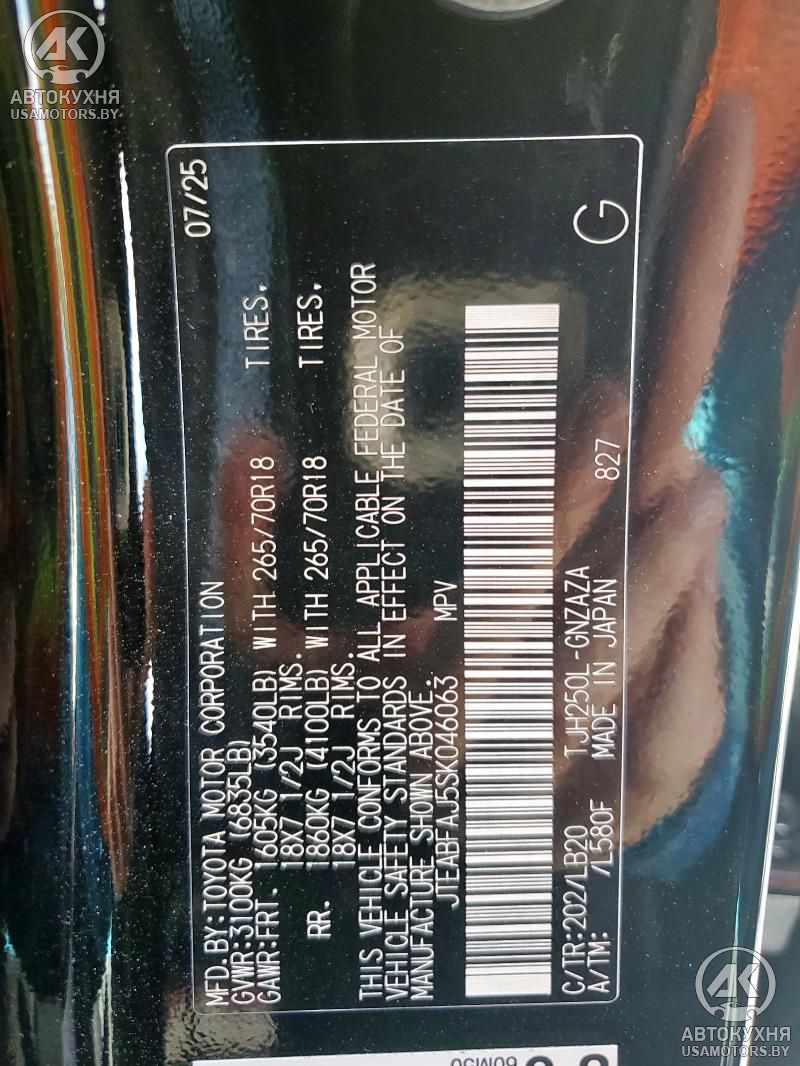 AK
АВТОКУХНЯ
USAMOTORS.BY
07/25
MFD. BY: TOYOTA MOTOR CORPORATION
GVWR: 3100KG (6835LB)
GAWR: FRT. 1605KG (3540LB) WITH 265/70R18 TIRES.
18X7 1/2J RIMS.
RR. 1860KG (4100LB) WITH 265/70R18 TIRES.
18X7 1/2J RIMS.
THIS VEHICLE CONFORMS TO ALL APPLICABLE FEDERAL MOTOR
VEHICLE SAFETY STANDARDS IN EFFECT ON THE DATE OF
MANUFACTURE SHOWN ABOVE.
JTEABFAJ5SK046063 MPV
C/TR: 202/LB20 TJH250L-GNZAZA
A/TM: /L580F MADE IN JAPAN
827
G
AK
АВТОКУХНЯ
USAMOTORS.BY